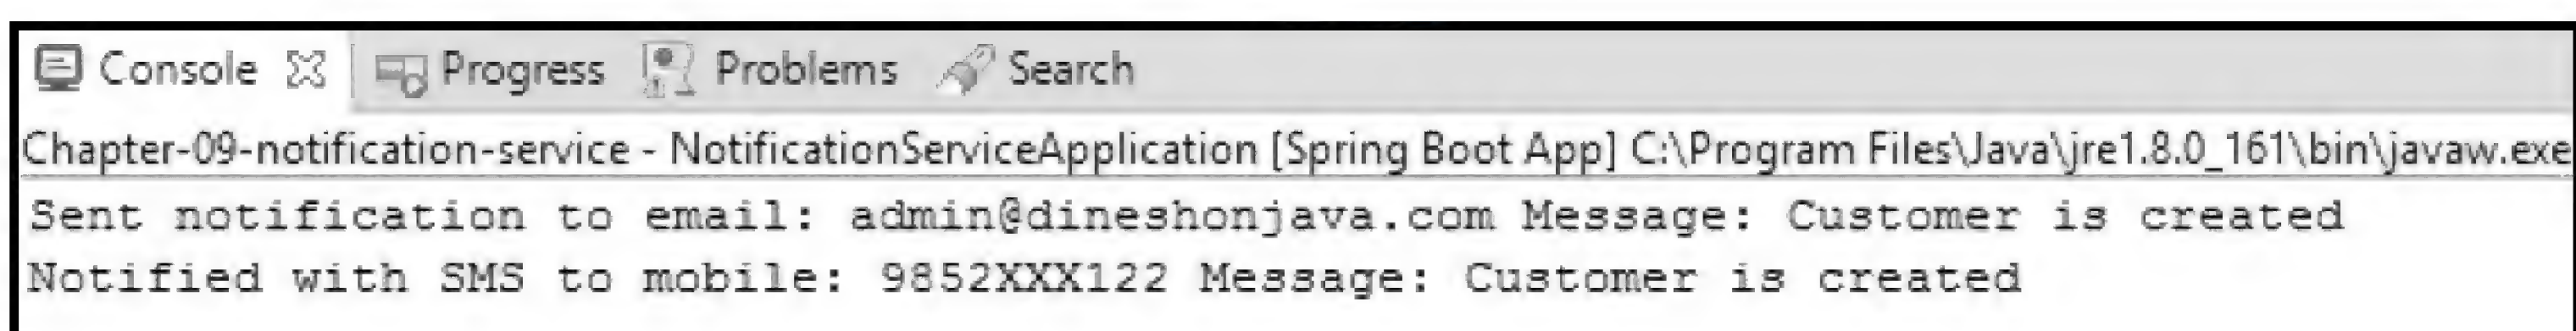 Console Progress Problems Search
Chapter-09-notification-service - NotificationServiceApplication [Spring Boot App] C:\Program Files\Java\jre1.8.0_161\bin\javaw.exe
Sent notification to email: admin@dineshonjava.com Message: Customer is created
Notified with SMS to mobile: 9852XXX122 Message: Customer is created